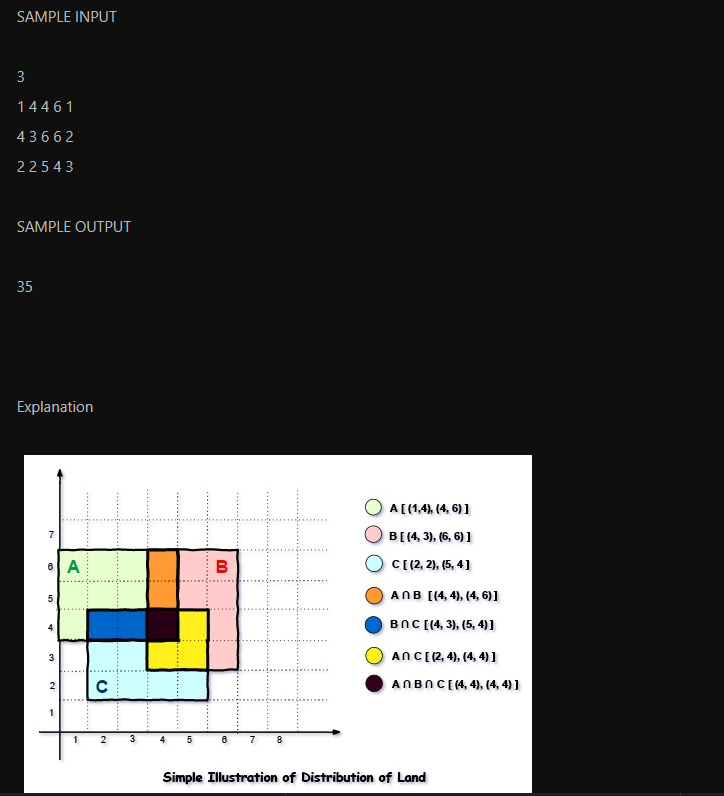 SAMPLE INPUT
3
1 4 4 6 1
4 3 6 6 2
2 2 5 4 3
SAMPLE OUTPUT
35
Explanation
7
6
5
4
3
2
1
A
B
C
1 2 3 4 5 6 7 8
A [ (1,4), (4, 6) ]
B [ (4, 3), (6, 6) ]
C [ (2, 2), (5, 4 ]
A ∩ B [ (4, 4), (4, 6) ]
B ∩ C [ (4, 3), (5, 4) ]
A ∩ C [ (2, 4), (4, 4) ]
A ∩ B ∩ C [ (4, 4), (4, 4) ]
Simple Illustration of Distribution of Land